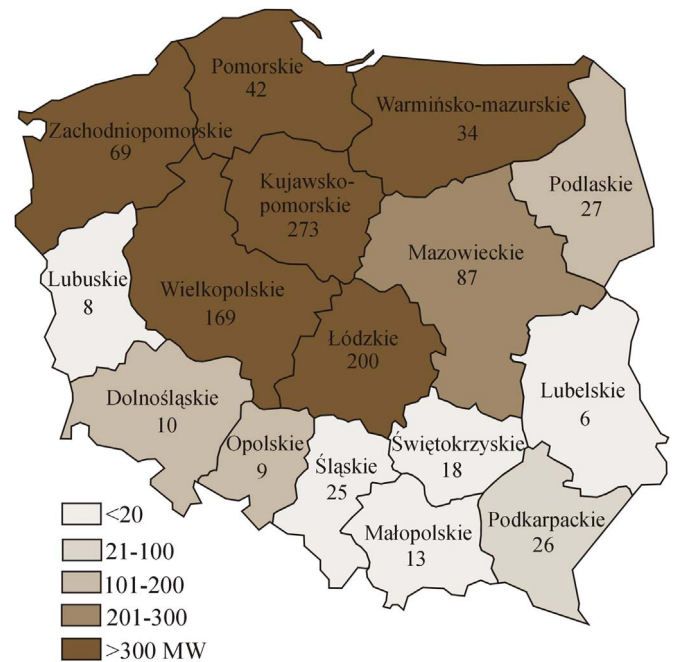 Pomorskie
42
Warmińsko-mazurskie
34
Zachodniopomorskie
69
Kujawsko-
pomorskie
273
Podlaskie
27
Mazowieckie
87
Lubuskie
8
Wielkopolskie
169
Łódzkie
200
Dolnośląskie
10
Lubelskie
6
Opolskie
9
Śląskie
25
Świętokrzyskie
18
Małopolskie
13
Podkarpackie
26
<20
21-100
101-200
201-300
>300 MW